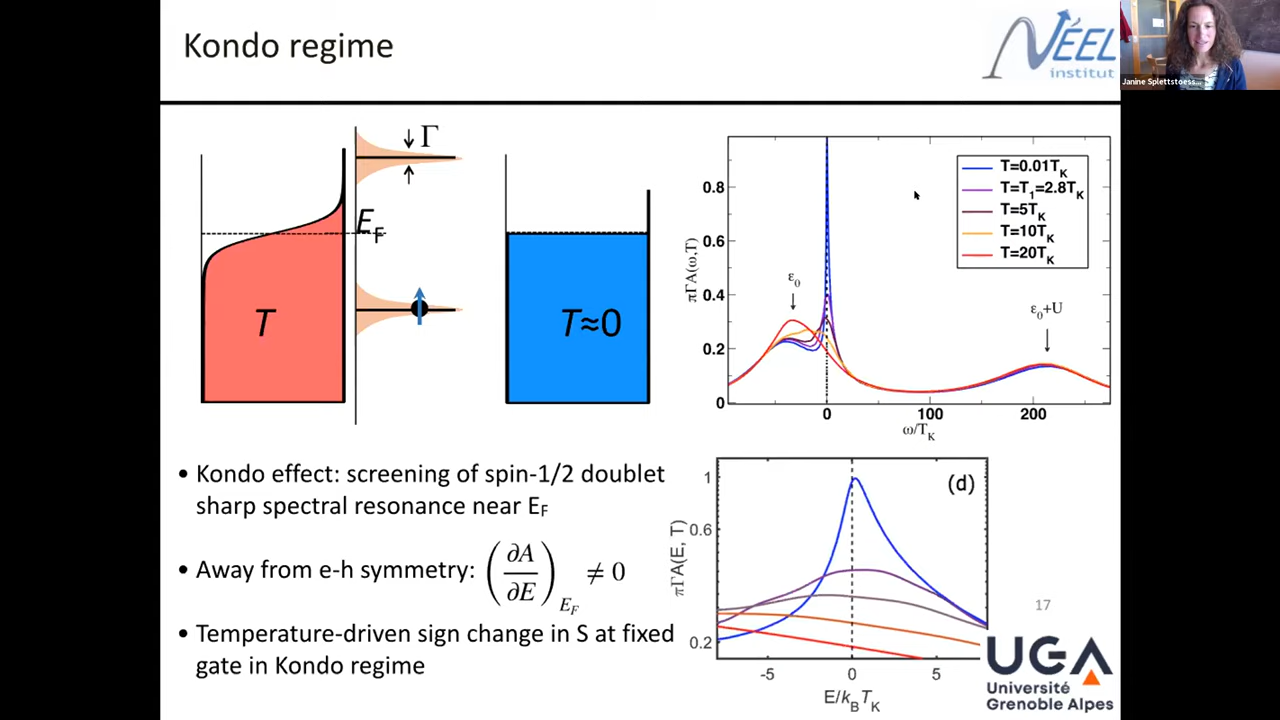 Kondo regime
NÉEL
institut
Janine Splettstoess...
Γ
E_F
T
T≈0
πΓA(ω,T)
0.8
0.6
0.4
0.2
0
0
100
200
ω/T_K
ε_0
ε_0+U
T=0.01T_K
T=T_1=2.8T_K
T=5T_K
T=10T_K
T=20T_K
• Kondo effect: screening of spin-1/2 doublet
sharp spectral resonance near E_F
• Away from e-h symmetry: (∂A/∂E)_{E_F} ≠ 0
• Temperature-driven sign change in S at fixed
gate in Kondo regime
(d)
πΓA(E, T)
1
0.6
0.2
-5
0
5
E/k_BT_K
17
UGA
Université
Grenoble Alpes